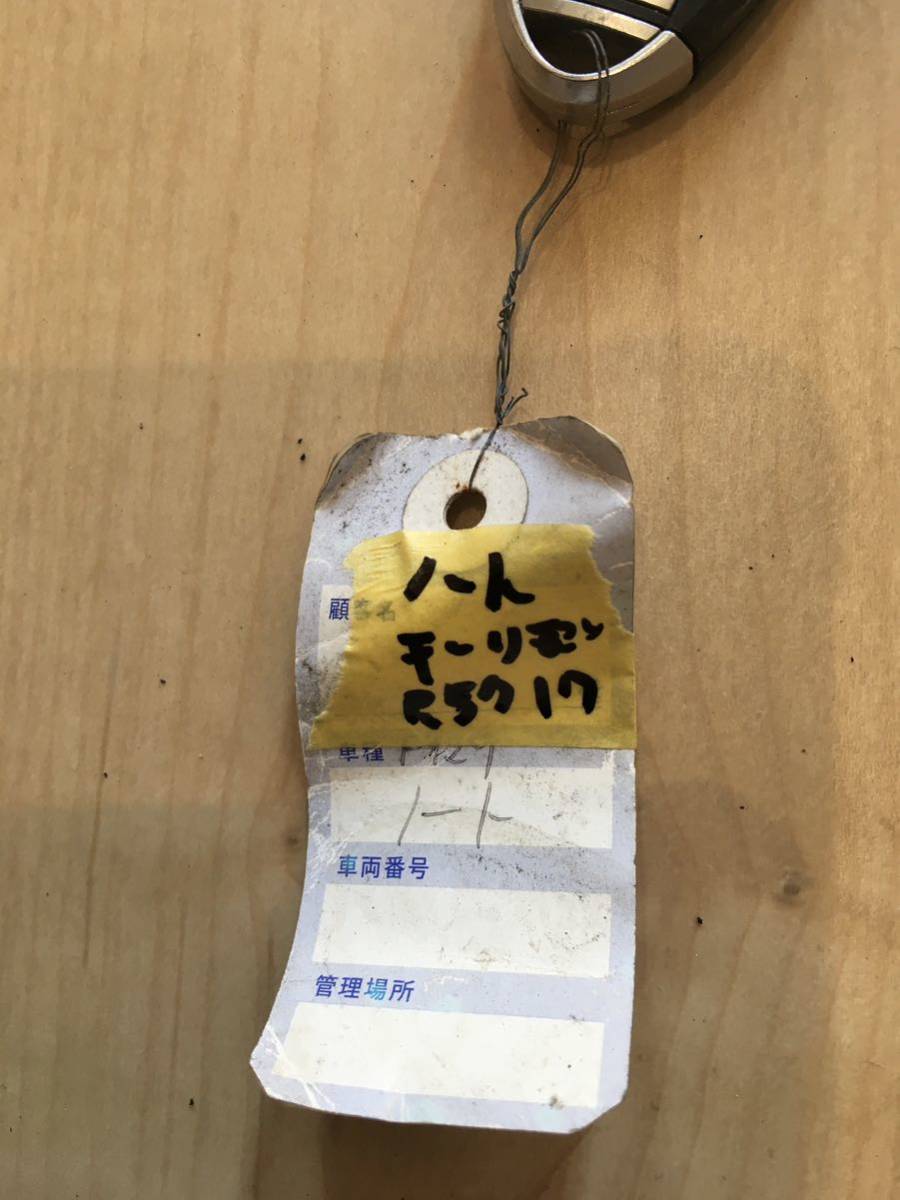 ノート
キーリモコン
顧客名
車種
ノート
車両番号
管理場所